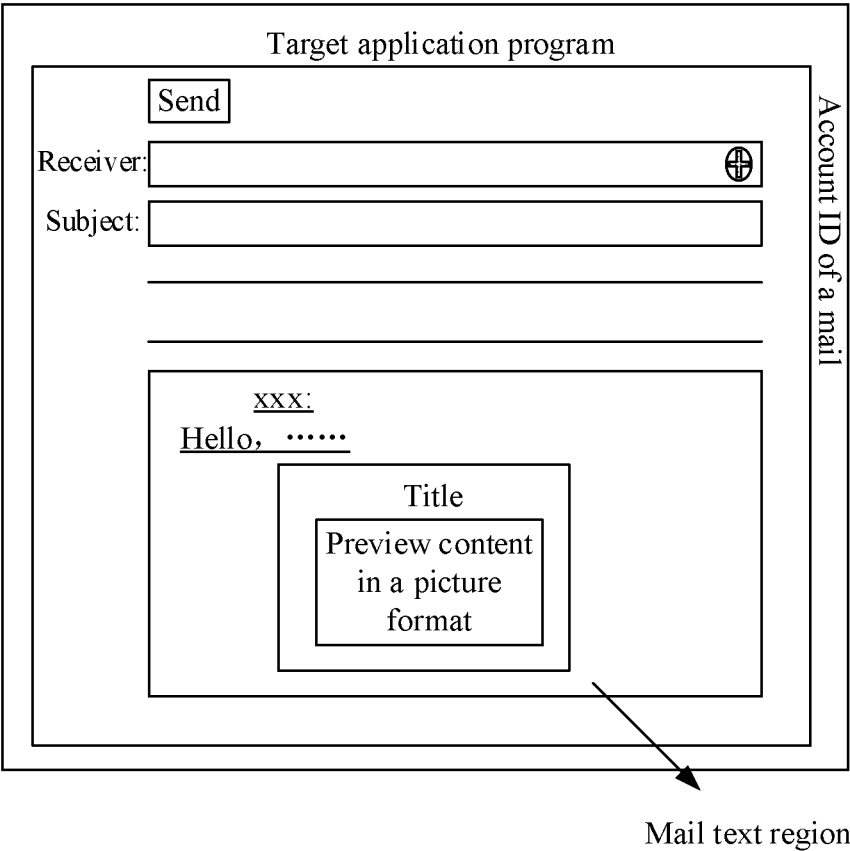 Target application program
Send
Receiver:
Subject:
Account ID of a mail
xxx:
Hello, ……
Title
Preview content
in a picture
format
Mail text region